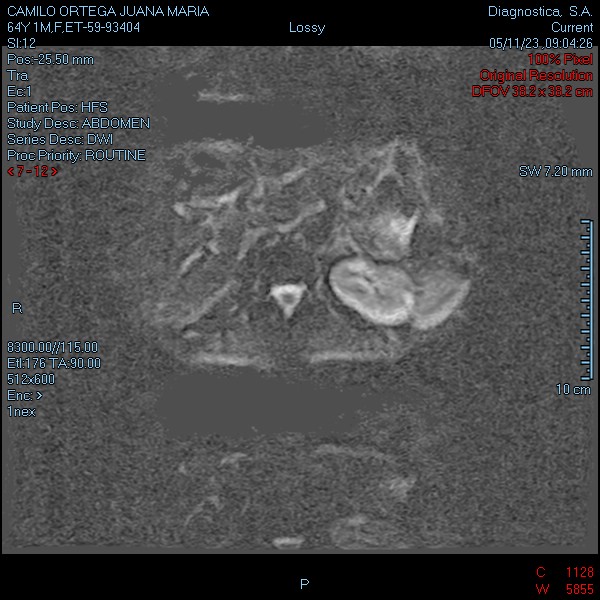 CAMILO ORTEGA JUANA MARIA
64Y 1M,F,ET-59-93404
SI:12
Pos:-25.50 mm
Tra
Ec:1
Patient Pos: HFS
Study Desc: ABDOMEN
Series Desc: DWI
Proc Priority: ROUTINE
< 7 - 12 >
Lossy
Diagnostica, S.A.
Current
05/11/23 ,09:04:26
100% Pixel
Original Resolution
DFOV 38.2 x 38.2 cm
SW 7.20 mm
R
8300.00//115.00
Etl:176 TA:90.00
512x600
Enc: >
1nex
10 cm
P
C 1128
W 5855